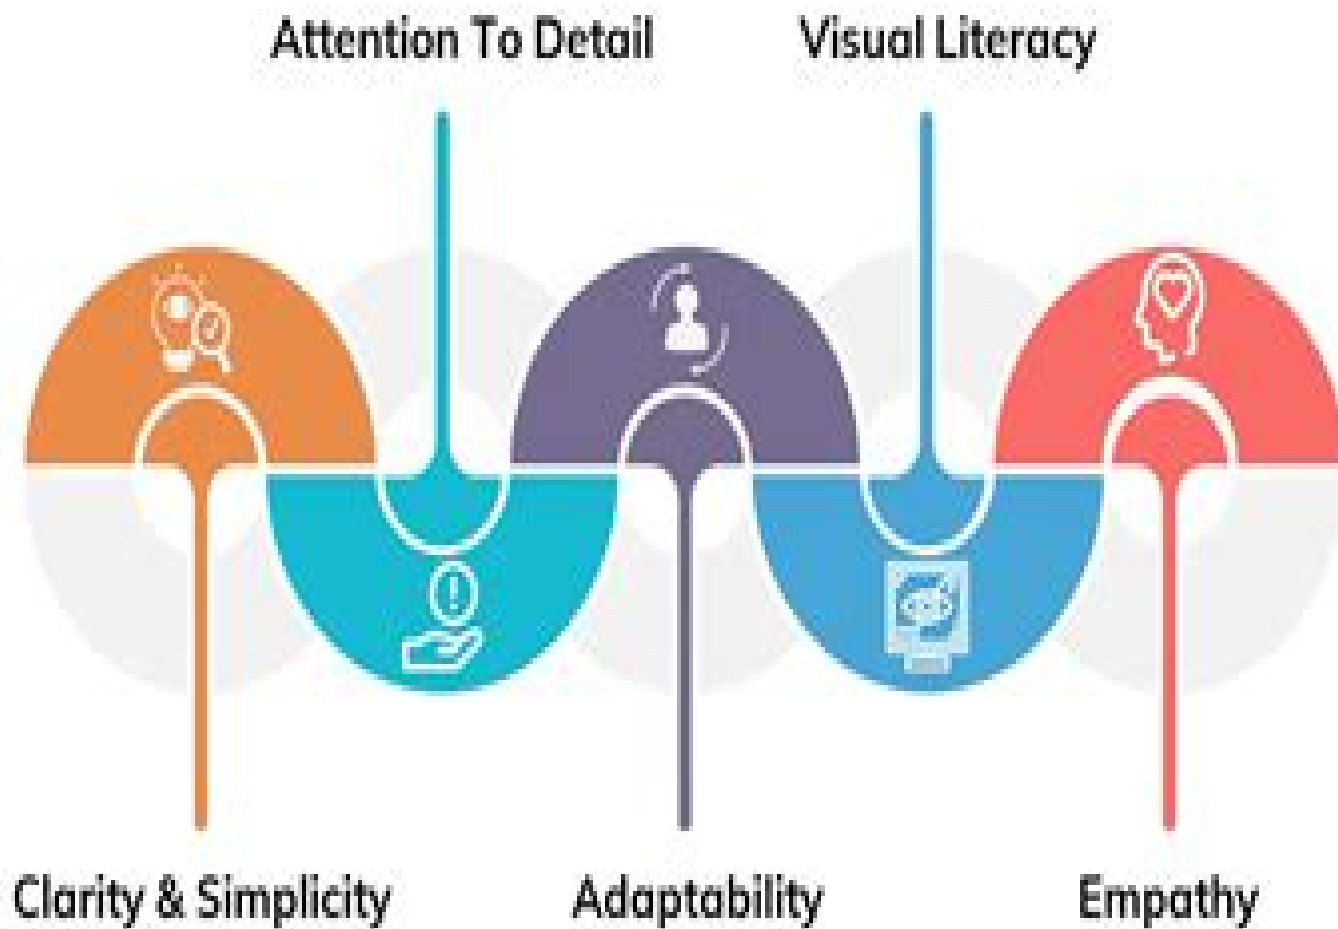 Attention To Detail
Visual Literacy
Clarity & Simplicity
Adaptability
Empathy